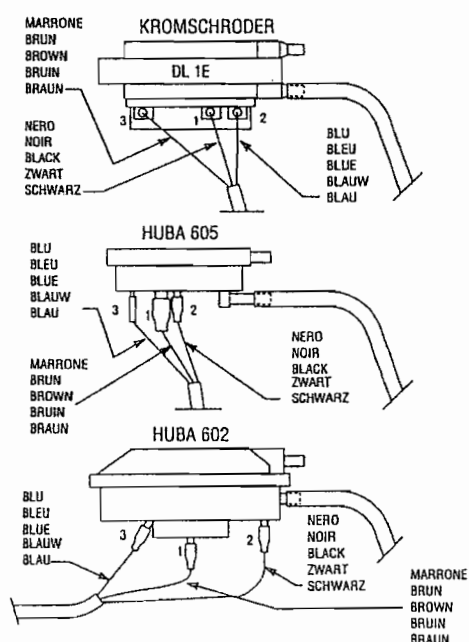 MARRONE
BRUN
BROWN
BRUIN
BRAUN
KROMSCHRODER
DL 1E
3
1
2
NERO
NOIR
BLACK
ZWART
SCHWARZ
BLU
BLEU
BLUE
BLAUW
BLAU
HUBA 605
BLU
BLEU
BLUE
BLAUW
BLAU
3
1
2
MARRONE
BRUN
BROWN
BRUIN
BRAUN
NERO
NOIR
BLACK
ZWART
SCHWARZ
HUBA 602
BLU
BLEU
BLUE
BLAUW
BLAU
3
1
2
NERO
NOIR
BLACK
ZWART
SCHWARZ
MARRONE
BRUN
BROWN
BRUIN
BRAUN